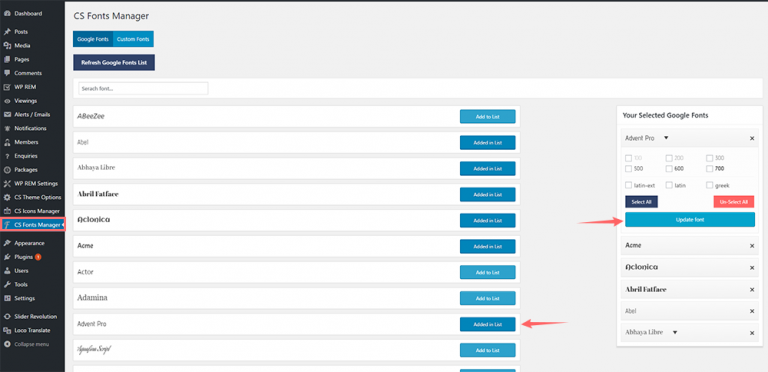 Dashboard
Posts
Media
Pages
Comments
WP REM
Viewings
Alerts / Emails
Notifications
Members
Enquiries
Packages
WP REM Settings
CS Theme Options
CS Icons Manager
CS Fonts Manager
Appearance
Plugins 1
Users
Tools
Settings
Slider Revolution
Loco Translate
Collapse menu
CS Fonts Manager
Google Fonts Custom Fonts
Refresh Google Fonts List
Serach font...
ABeeZee Add to List
Abel Added in List
Abhaya Libre Added in List
Abril Fatface Added in List
Aclonica Added in List
Acme Added in List
Actor Add to List
Adamina Add to List
Advent Pro Added in List
Aguafina Script Add to List
Your Selected Google Fonts
Advent Pro
100 200 300
500 600 700
latin-ext latin greek
Select All Un-Select All
Update font
Acme
Aclonica
Abril Fatface
Abel
Abhaya Libre